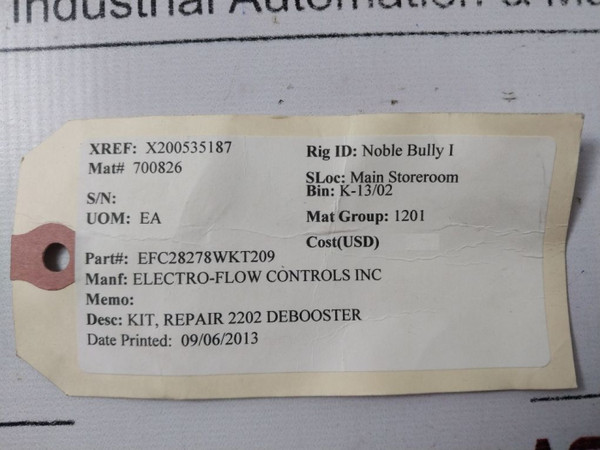 Industrial Automation &
XREF: X200535187
Mat# 700826
S/N:
UOM: EA
Rig ID: Noble Bully I
SLoc: Main Storeroom
Bin: K-13/02
Mat Group: 1201
Cost(USD)
Part#: EFC28278WKT209
Manf: ELECTRO-FLOW CONTROLS INC
Memo:
Desc: KIT, REPAIR 2202 DEBOOSTER
Date Printed: 09/06/2013